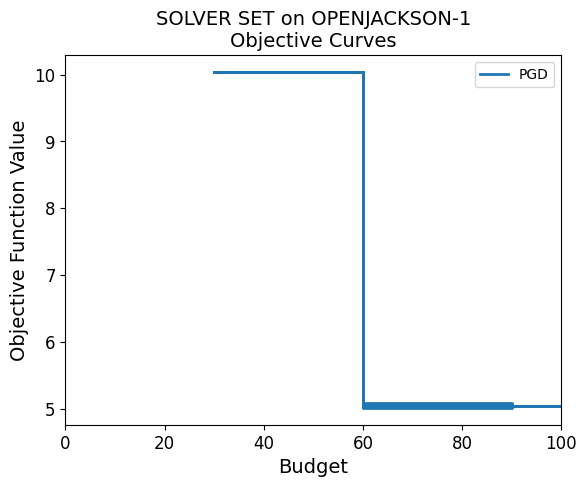 SOLVER SET on OPENJACKSON-1
Objective Curves
PGD
Objective Function Value
10
9
8
7
6
5
0 20 40 60 80 100
Budget